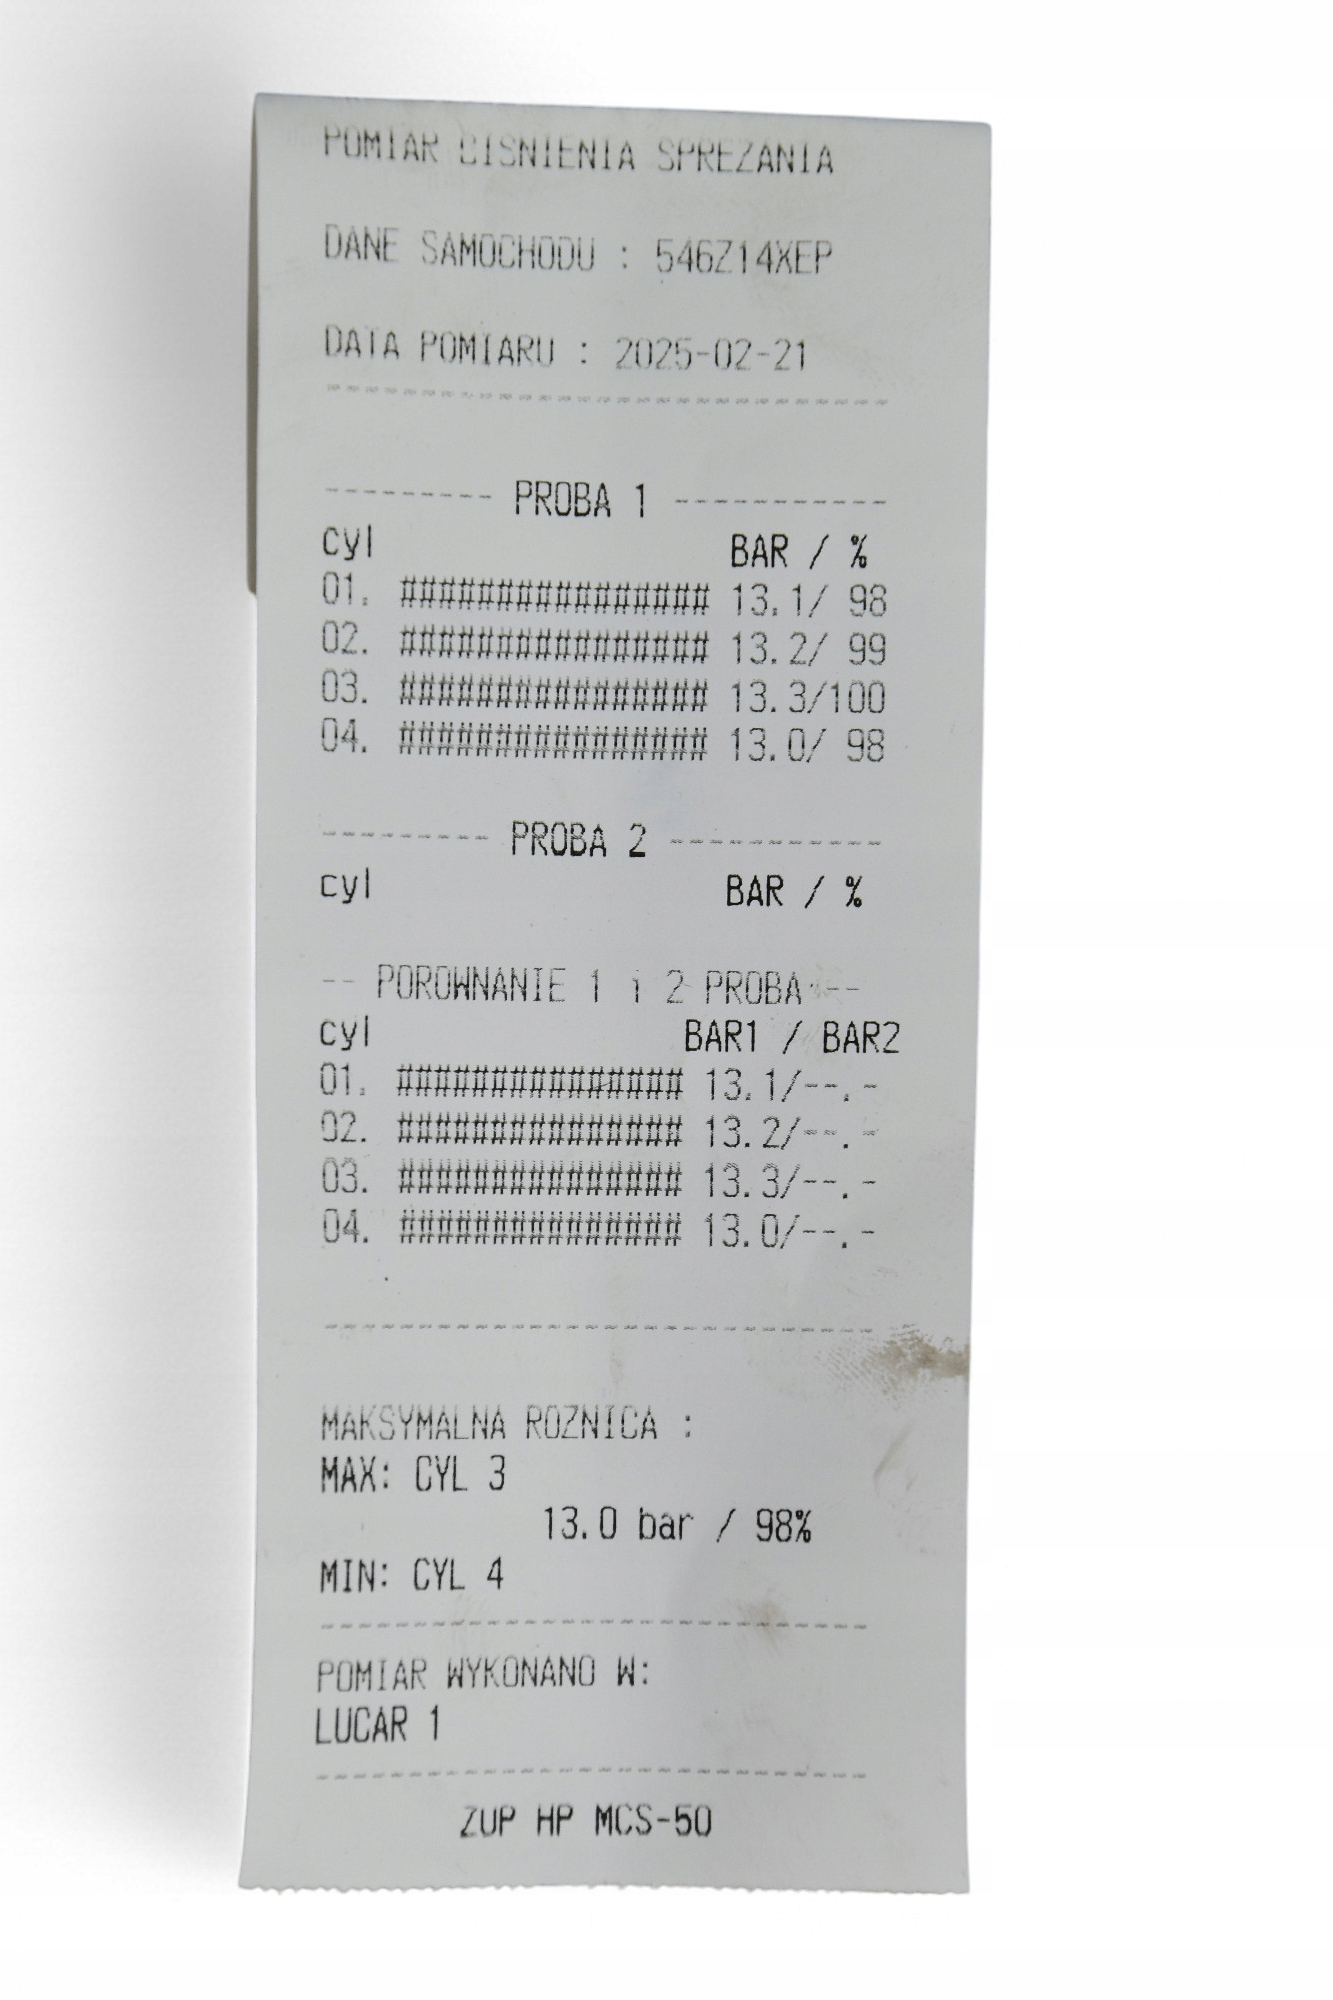 POMIAR CISNIENIA SPREZANIA
DANE SAMOCHODU : 546Z14XEP
DATA POMIARU : 2025-02-21
-----------------------------
--------- PROBA 1 -----------
cyl BAR / %
01. ################ 13.1/ 98
02. ################ 13.2/ 99
03. ################ 13.3/100
04. ################ 13.0/ 98
--------- PROBA 2 -----------
cyl BAR / %
-- POROWNANIE 1 i 2 PROBA --
cyl BAR1 / BAR2
01. ############### 13.1/--.-
02. ############### 13.2/--.-
03. ############### 13.3/--.-
04. ############### 13.0/--.-
-----------------------------
MAKSYMALNA ROZNICA :
MAX: CYL 3
13.0 bar / 98%
MIN: CYL 4
-----------------------------
POMIAR WYKONANO W:
LUCAR 1
-----------------------------
ZUP HP MCS-50